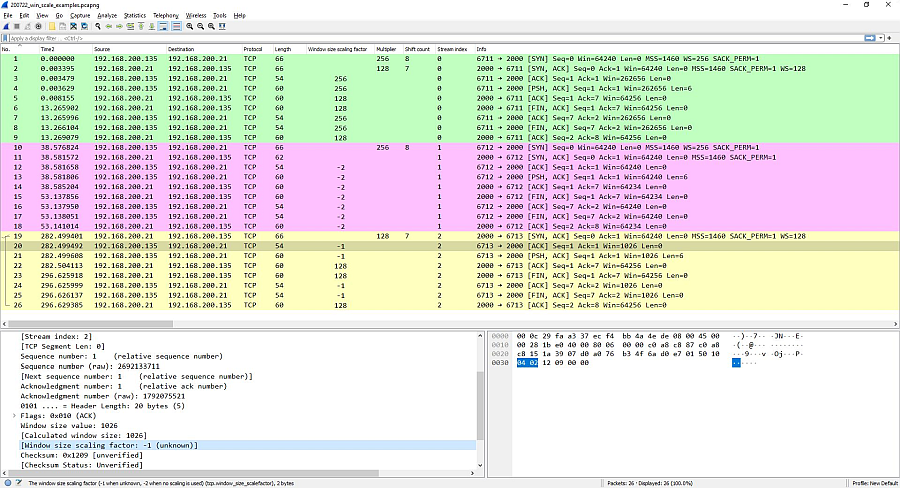 200722_win_scale_examples.pcapng
File Edit View Go Capture Analyze Statistics Telephony Wireless Tools Help
Apply a display filter ... <Ctrl-/>
No. Time2 Source Destination Protocol Length Window size scaling factor Multiplier Shift count Stream index Info
1 0.000000 192.168.200.135 192.168.200.21 TCP 66 256 8 0 6711 → 2000 [SYN] Seq=0 Win=64240 Len=0 MSS=1460 WS=256 SACK_PERM=1
2 0.003395 192.168.200.21 192.168.200.135 TCP 66 128 7 0 2000 → 6711 [SYN, ACK] Seq=0 Ack=1 Win=64240 Len=0 MSS=1460 SACK_PERM=1 WS=128
3 0.003479 192.168.200.135 192.168.200.21 TCP 54 256 0 6711 → 2000 [ACK] Seq=1 Ack=1 Win=262656 Len=0
4 0.003629 192.168.200.135 192.168.200.21 TCP 60 256 0 6711 → 2000 [PSH, ACK] Seq=1 Ack=1 Win=262656 Len=6
5 0.008155 192.168.200.21 192.168.200.135 TCP 60 128 0 2000 → 6711 [ACK] Seq=1 Ack=7 Win=64256 Len=0
6 13.265902 192.168.200.21 192.168.200.135 TCP 60 128 0 2000 → 6711 [FIN, ACK] Seq=1 Ack=7 Win=64256 Len=0
7 13.265996 192.168.200.135 192.168.200.21 TCP 54 256 0 6711 → 2000 [ACK] Seq=7 Ack=2 Win=262656 Len=0
8 13.266104 192.168.200.135 192.168.200.21 TCP 54 256 0 6711 → 2000 [FIN, ACK] Seq=7 Ack=2 Win=262656 Len=0
9 13.269079 192.168.200.21 192.168.200.135 TCP 60 128 0 2000 → 6711 [ACK] Seq=2 Ack=8 Win=64256 Len=0
10 38.576824 192.168.200.135 192.168.200.21 TCP 66 256 8 1 6712 → 2000 [SYN] Seq=0 Win=64240 Len=0 MSS=1460 WS=256 SACK_PERM=1
11 38.581572 192.168.200.21 192.168.200.135 TCP 62 1 2000 → 6712 [SYN, ACK] Seq=0 Ack=1 Win=64240 Len=0 MSS=1460 SACK_PERM=1
12 38.581658 192.168.200.135 192.168.200.21 TCP 54 -2 1 6712 → 2000 [ACK] Seq=1 Ack=1 Win=64240 Len=0
13 38.581806 192.168.200.135 192.168.200.21 TCP 60 -2 1 6712 → 2000 [PSH, ACK] Seq=1 Ack=1 Win=64240 Len=6
14 38.585204 192.168.200.21 192.168.200.135 TCP 60 -2 1 2000 → 6712 [ACK] Seq=1 Ack=7 Win=64234 Len=0
15 53.137856 192.168.200.21 192.168.200.135 TCP 60 -2 1 2000 → 6712 [FIN, ACK] Seq=1 Ack=7 Win=64234 Len=0
16 53.137950 192.168.200.135 192.168.200.21 TCP 54 -2 1 6712 → 2000 [ACK] Seq=7 Ack=2 Win=64240 Len=0
17 53.138051 192.168.200.135 192.168.200.21 TCP 54 -2 1 6712 → 2000 [FIN, ACK] Seq=7 Ack=2 Win=64240 Len=0
18 53.141014 192.168.200.21 192.168.200.135 TCP 60 -2 1 2000 → 6712 [ACK] Seq=2 Ack=8 Win=64234 Len=0
19 282.499401 192.168.200.21 192.168.200.135 TCP 66 128 7 2 2000 → 6713 [SYN, ACK] Seq=0 Ack=1 Win=64240 Len=0 MSS=1460 SACK_PERM=1 WS=128
20 282.499492 192.168.200.135 192.168.200.21 TCP 54 -1 2 6713 → 2000 [ACK] Seq=1 Ack=1 Win=1026 Len=0
21 282.499608 192.168.200.135 192.168.200.21 TCP 60 -1 2 6713 → 2000 [PSH, ACK] Seq=1 Ack=1 Win=1026 Len=6
22 282.504113 192.168.200.21 192.168.200.135 TCP 60 128 2 2000 → 6713 [ACK] Seq=1 Ack=7 Win=64256 Len=0
23 296.625918 192.168.200.21 192.168.200.135 TCP 60 128 2 2000 → 6713 [FIN, ACK] Seq=1 Ack=7 Win=64256 Len=0
24 296.625999 192.168.200.135 192.168.200.21 TCP 54 -1 2 6713 → 2000 [ACK] Seq=7 Ack=2 Win=1026 Len=0
25 296.626137 192.168.200.135 192.168.200.21 TCP 54 -1 2 6713 → 2000 [FIN, ACK] Seq=7 Ack=2 Win=1026 Len=0
26 296.629385 192.168.200.21 192.168.200.135 TCP 60 128 2 2000 → 6713 [ACK] Seq=2 Ack=8 Win=64256 Len=0
[Stream index: 2]
[TCP Segment Len: 0]
Sequence number: 1 (relative sequence number)
Sequence number (raw): 2692133711
[Next sequence number: 1 (relative sequence number)]
Acknowledgment number: 1 (relative ack number)
Acknowledgment number (raw): 1792075521
0101 .... = Header Length: 20 bytes (5)
Flags: 0x010 (ACK)
Window size value: 1026
[Calculated window size: 1026]
[Window size scaling factor: -1 (unknown)]
Checksum: 0x1209 [unverified]
[Checksum Status: Unverified]
0000 00 0c 29 fa a3 37 ec f4 bb 4a 4e de 08 00 45 00 ··)··7·· ·JN···E·
0010 00 28 1b e0 40 00 80 06 00 00 c0 a8 c8 87 c0 a8 ·(··@··· ········
0020 c8 15 1a 39 07 d0 a0 76 b3 4f 6a d0 e7 01 50 10 ···9···v ·Oj···P·
0030 04 02 12 09 00 00 ······
The window size scaling factor (-1 when unknown, -2 when no scaling is used) (tcp.window_size_scalefactor), 2 bytes
Packets: 26 · Displayed: 26 (100.0%)
Profile: New Default